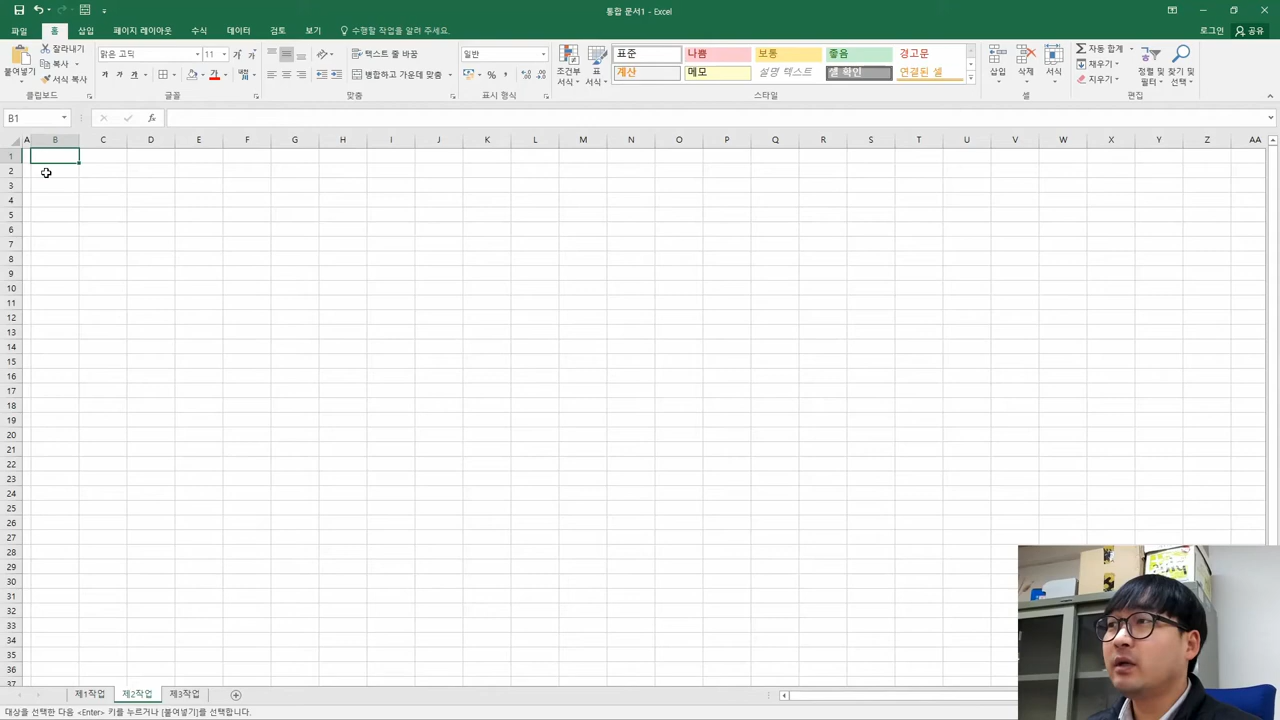 통합 문서1 - Excel
파일 홈 삽입 페이지 레이아웃 수식 데이터 검토 보기 수행할 작업을 알려 주세요. 로그인 공유
붙여넣기 잘라내기 복사 서식 복사 클립보드
맑은 고딕 11 가 가 가 가 가 가 가 글꼴
텍스트 줄 바꿈 병합하고 가운데 맞춤 맞춤
일반 % 표시 형식
조건부 서식 표 서식 표준 나쁨 보통 좋음 경고문
계산 메모 설명 텍스트 셀 확인 연결된 셀 스타일
삽입 삭제 서식 셀
자동 합계 채우기 지우기 정렬 및 필터 찾기 및 선택 편집
B1 fx
A B C D E F G H I J K L M N O P Q R S T U V W X Y Z AA
1
2
3
4
5
6
7
8
9
10
11
12
13
14
15
16
17
18
19
20
21
22
23
24
25
26
27
28
29
30
31
32
33
34
35
36
37
제1작업 제2작업 제3작업
대상을 선택한 다음 <Enter> 키를 누르거나 [붙여넣기]를 선택합니다.